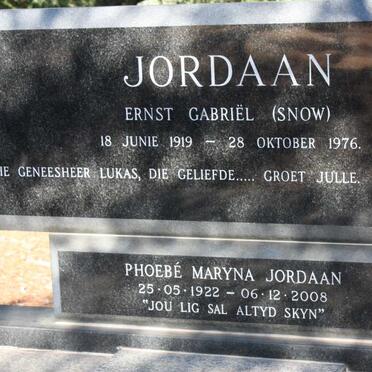 JORDAAN
ERNST GABRIËL (SNOW)
18 JUNIE 1919 – 28 OKTOBER 1976.
GENEESHEER LUKAS, DIE GELIEFDE..... GROET JULLE.
PHOEBÉ MARYNA JORDAAN
25·05·1922 – 06·12·2008
"JOU LIG SAL ALTYD SKYN"